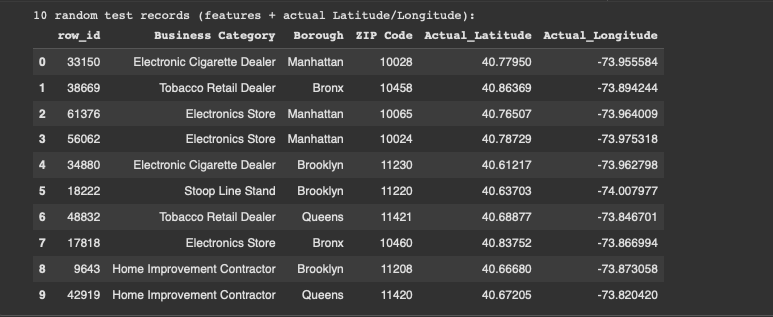 10 random test records (features + actual Latitude/Longitude):
row_id Business Category Borough ZIP Code Actual_Latitude Actual_Longitude
0 33150 Electronic Cigarette Dealer Manhattan 10028 40.77950 -73.955584
1 38669 Tobacco Retail Dealer Bronx 10458 40.86369 -73.894244
2 61376 Electronics Store Manhattan 10065 40.76507 -73.964009
3 56062 Electronics Store Manhattan 10024 40.78729 -73.975318
4 34880 Electronic Cigarette Dealer Brooklyn 11230 40.61217 -73.962798
5 18222 Stoop Line Stand Brooklyn 11220 40.63703 -74.007977
6 48832 Tobacco Retail Dealer Queens 11421 40.68877 -73.846701
7 17818 Electronics Store Bronx 10460 40.83752 -73.866994
8 9643 Home Improvement Contractor Brooklyn 11208 40.66680 -73.873058
9 42919 Home Improvement Contractor Queens 11420 40.67205 -73.820420